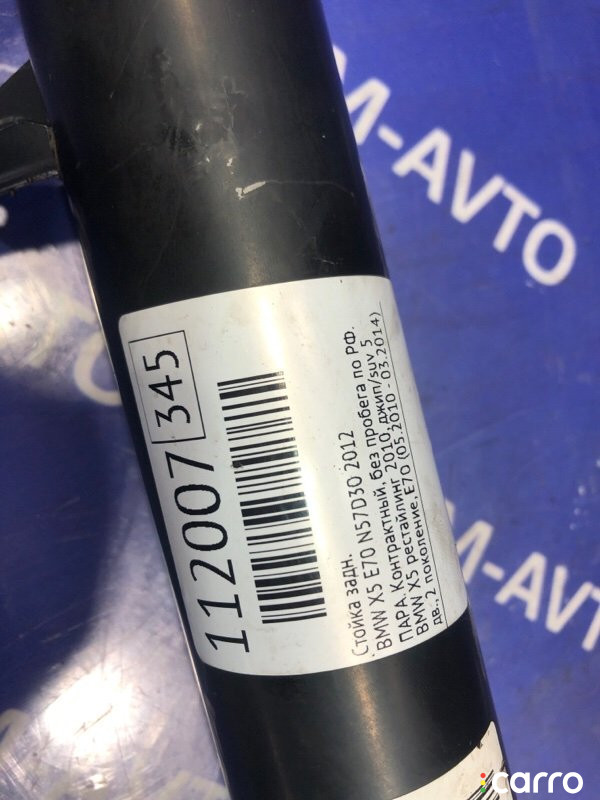 M-AVTO
112007 345
Стойка задн.
BMW X5 E70 N57D30 2012
ПАРА. Контрактный, без пробега по РФ.
BMW X5 рестайлинг 2010, джип/suv 5
дв., 2 поколение, E70 (05.2010 - 03.2014)
M-AVT
carro